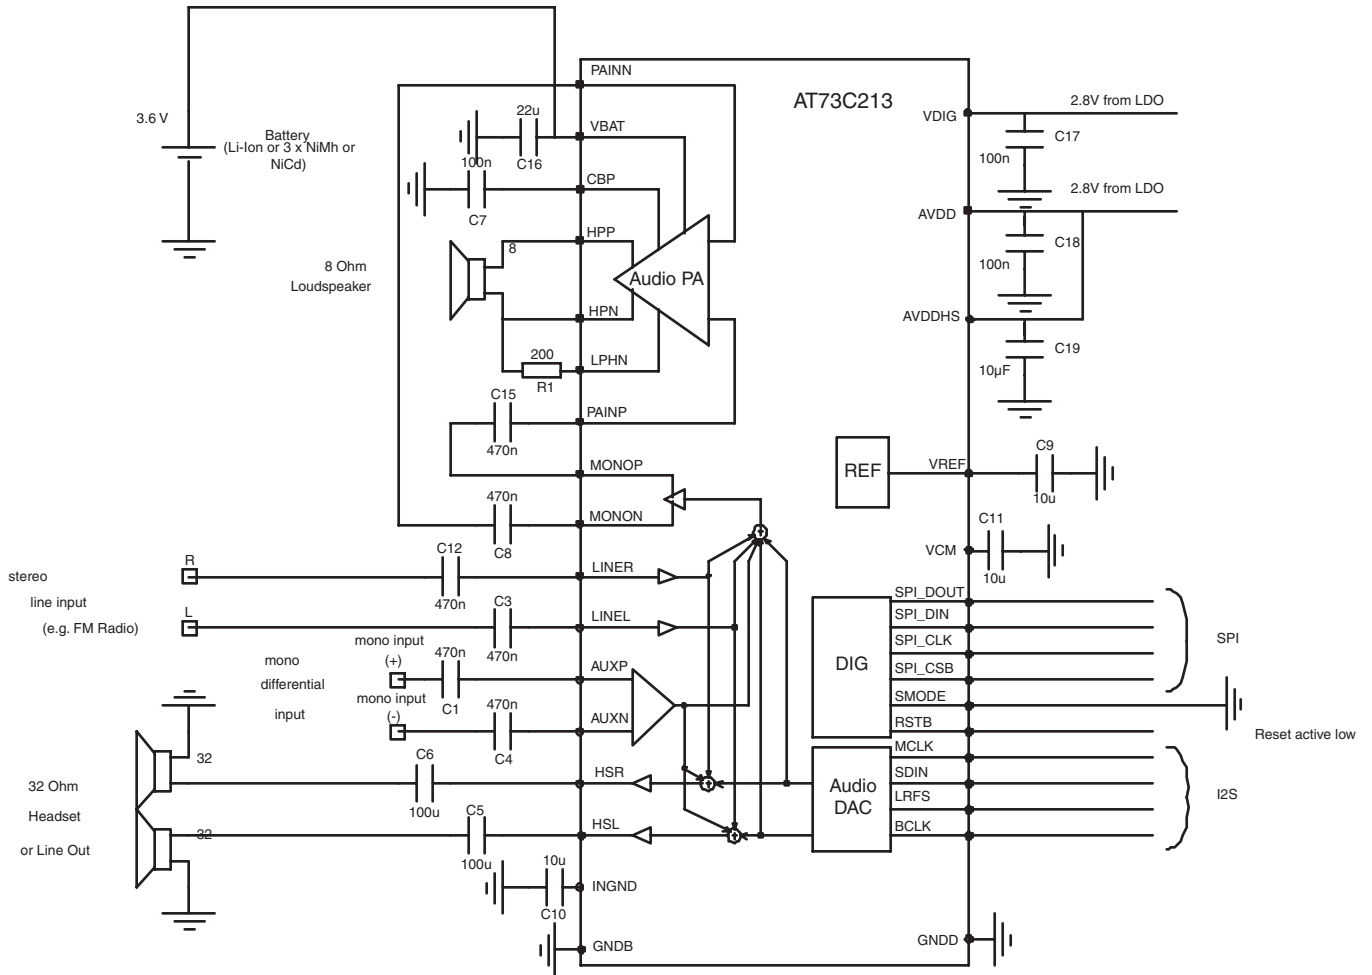 PAINN
AT73C213
3.6 V
Battery
(Li-Ion or 3 x NiMh or
NiCd)
22u
VBAT
C16
100n
CBP
C7
HPP
8
8 Ohm
Loudspeaker
Audio PA
HPN
200
LPHN
R1
C15
PAINP
470n
MONOP
470n
MONON
C8
VDIG
2.8V from LDO
C17
100n
2.8V from LDO
AVDD
C18
100n
AVDDHS
C19
10µF
REF
VREF
C9
10u
C11
VCM
10u
stereo
line input
(e.g. FM Radio)
R
C12
LINER
470n
L
C3
LINEL
470n
mono input
(+)
470n
AUXP
C1
mono
differential
input
mono input
(-)
470n
AUXN
C4
DIG
SPI_DOUT
SPI_DIN
SPI_CLK
SPI_CSB
SMODE
RSTB
SPI
Reset active low
32 Ohm
Headset
or Line Out
32
C6
HSR
100u
32
C5
HSL
100u
10u
INGND
C10
GNDB
Audio
DAC
MCLK
SDIN
LRFS
BCLK
I2S
GNDD